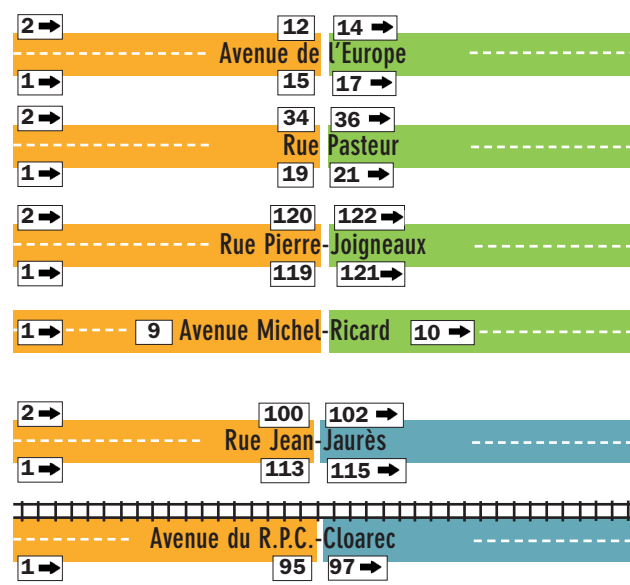 2➡ 12 14 ➡
Avenue de l'Europe
1➡ 15 17 ➡
2➡ 34 36 ➡
Rue Pasteur
1➡ 19 21 ➡
2➡ 120 122➡
Rue Pierre-Joigneaux
1➡ 119 121➡
1➡ 9 Avenue Michel-Ricard 10 ➡
2➡ 100 102 ➡
Rue Jean-Jaurès
1➡ 113 115 ➡
Avenue du R.P.C.-Cloarec
1➡ 95 97➡